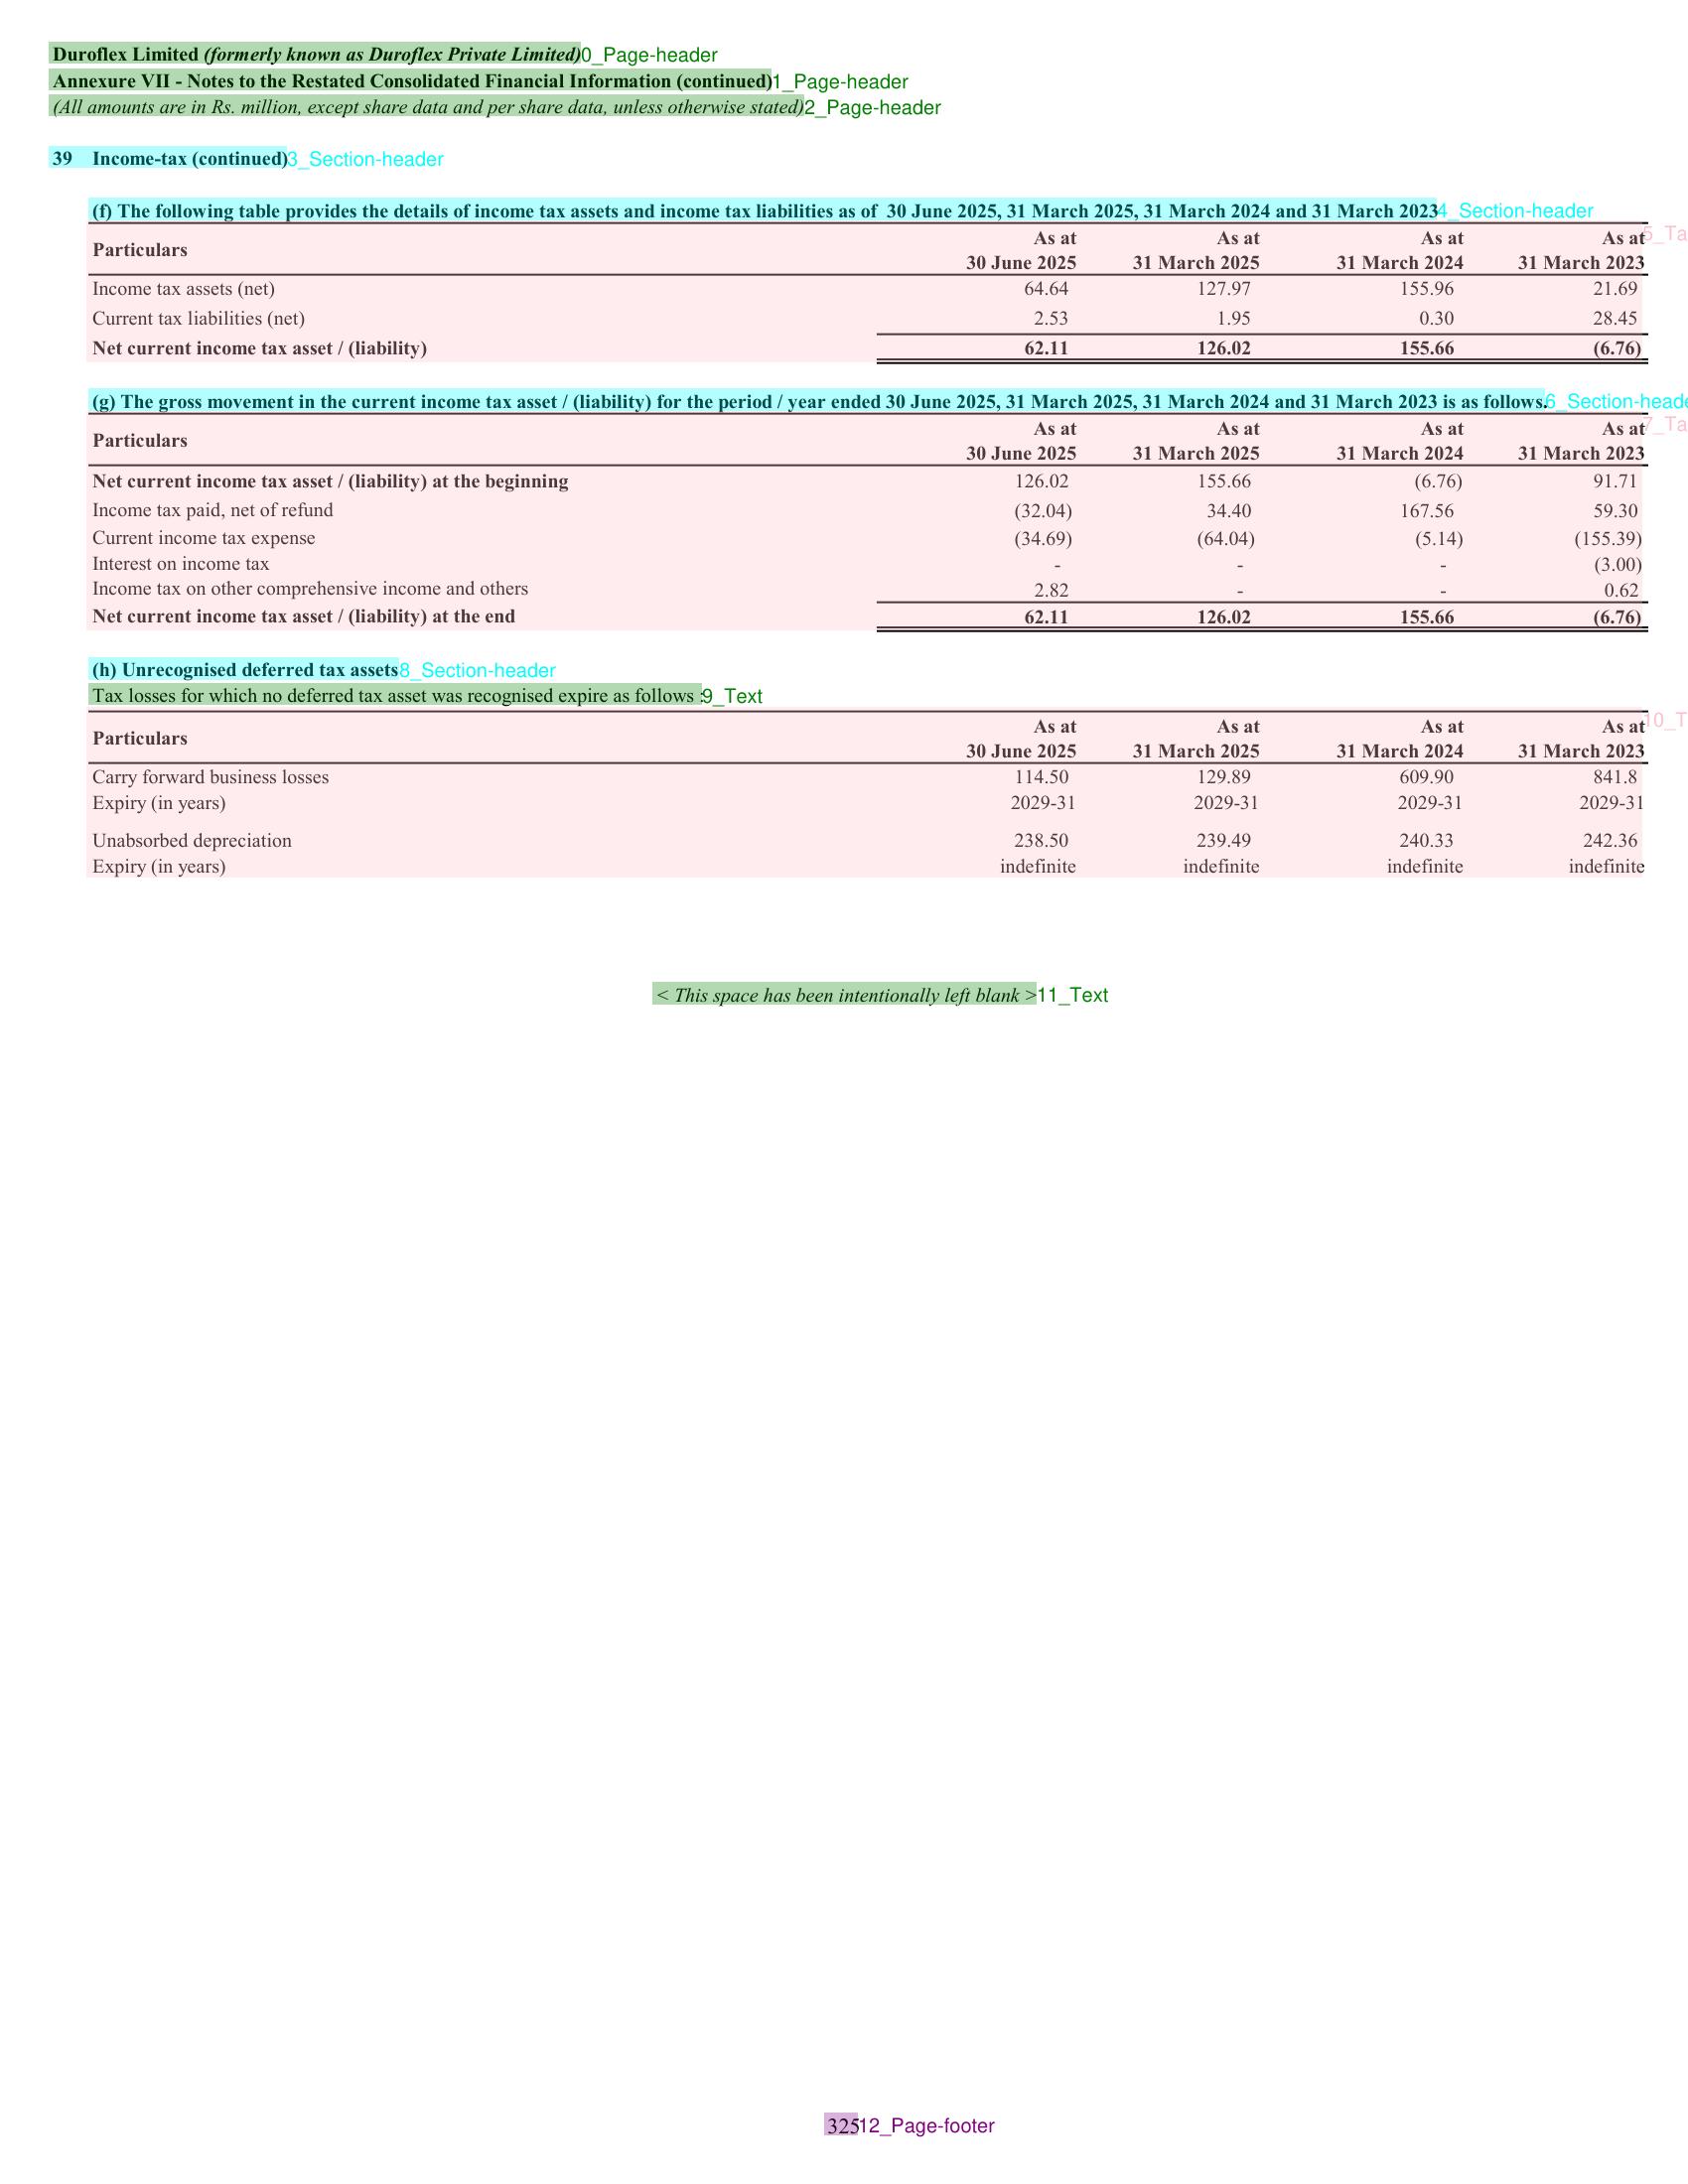 Duroflex Limited (formerly known as Duroflex Private Limited)0_Page-header
Annexure VII - Notes to the Restated Consolidated Financial Information (continued)1_Page-header
(All amounts are in Rs. million, except share data and per share data, unless otherwise stated)2_Page-header
39 Income-tax (continued)3_Section-header
(f) The following table provides the details of income tax assets and income tax liabilities as of 30 June 2025, 31 March 2025, 31 March 2024 and 31 March 2023 4_Section-header
5_Ta
Particulars As at 30 June 2025 As at 31 March 2025 As at 31 March 2024 As at 31 March 2023
Income tax assets (net) 64.64 127.97 155.96 21.69
Current tax liabilities (net) 2.53 1.95 0.30 28.45
Net current income tax asset / (liability) 62.11 126.02 155.66 (6.76)
(g) The gross movement in the current income tax asset / (liability) for the period / year ended 30 June 2025, 31 March 2025, 31 March 2024 and 31 March 2023 is as follows.6_Section-heade
7_Ta
Particulars As at 30 June 2025 As at 31 March 2025 As at 31 March 2024 As at 31 March 2023
Net current income tax asset / (liability) at the beginning 126.02 155.66 (6.76) 91.71
Income tax paid, net of refund (32.04) 34.40 167.56 59.30
Current income tax expense (34.69) (64.04) (5.14) (155.39)
Interest on income tax - - - (3.00)
Income tax on other comprehensive income and others 2.82 - - 0.62
Net current income tax asset / (liability) at the end 62.11 126.02 155.66 (6.76)
(h) Unrecognised deferred tax assets8_Section-header
Tax losses for which no deferred tax asset was recognised expire as follows :9_Text
10_T
Particulars As at 30 June 2025 As at 31 March 2025 As at 31 March 2024 As at 31 March 2023
Carry forward business losses 114.50 129.89 609.90 841.8
Expiry (in years) 2029-31 2029-31 2029-31 2029-31
Unabsorbed depreciation 238.50 239.49 240.33 242.36
Expiry (in years) indefinite indefinite indefinite indefinite
< This space has been intentionally left blank >11_Text
325 12_Page-footer